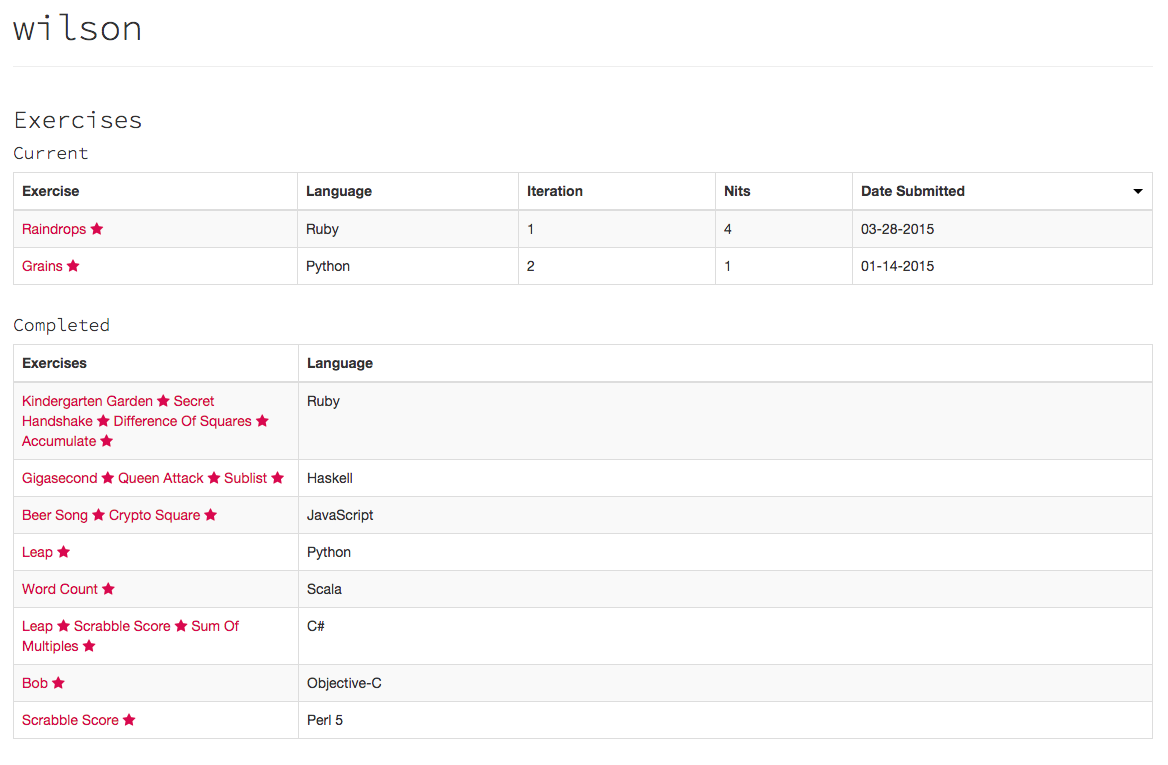 wilson
Exercises
Current
Exercise Language Iteration Nits Date Submitted
Raindrops ★ Ruby 1 4 03-28-2015
Grains ★ Python 2 1 01-14-2015
Completed
Exercises Language
Kindergarten Garden ★ Secret Ruby
Handshake ★ Difference Of Squares ★
Accumulate ★
Gigasecond ★ Queen Attack ★ Sublist ★ Haskell
Beer Song ★ Crypto Square ★ JavaScript
Leap ★ Python
Word Count ★ Scala
Leap ★ Scrabble Score ★ Sum Of C#
Multiples ★
Bob ★ Objective-C
Scrabble Score ★ Perl 5